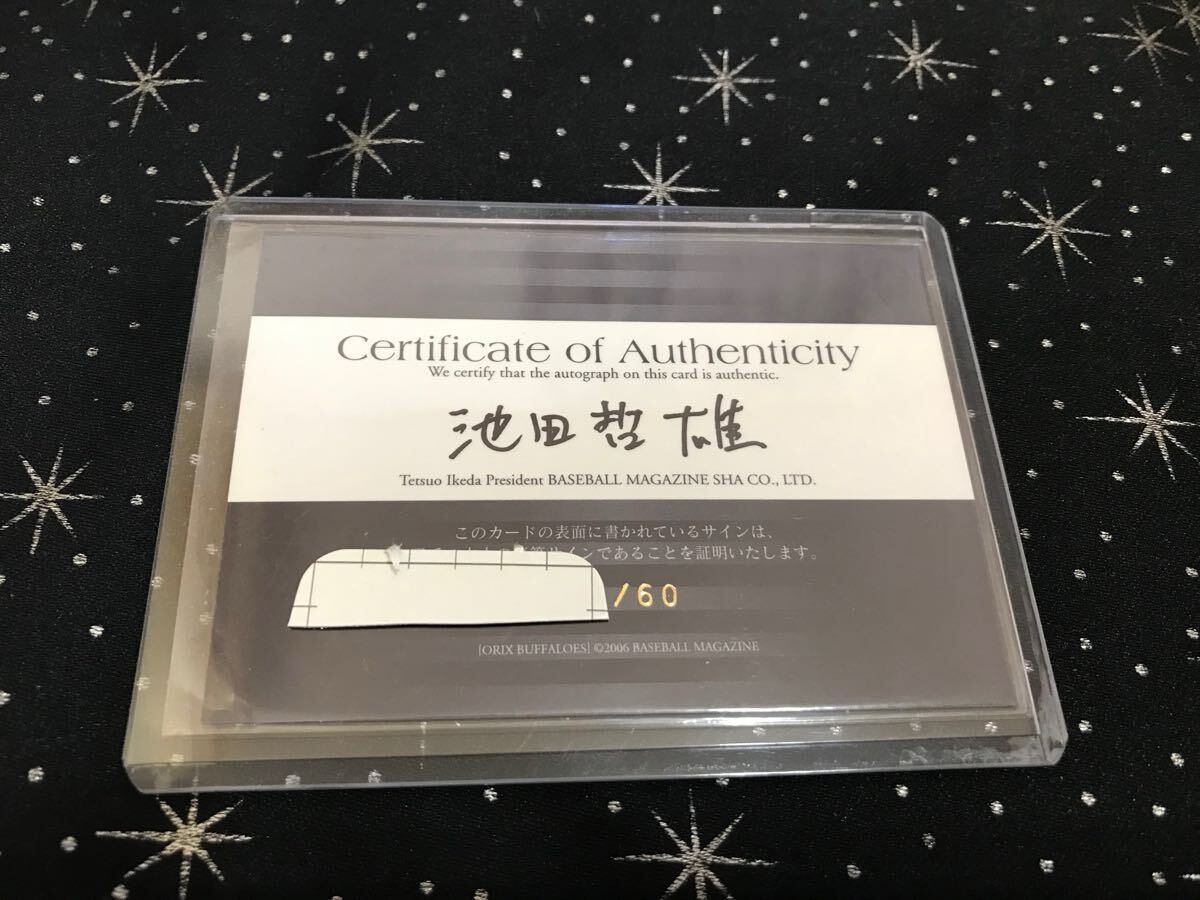 Certificate of Authenticity
We certify that the autograph on this card is authentic.
池田哲雄
Tetsuo Ikeda President BASEBALL MAGAZINE SHA CO., LTD.
このカードの表面に書かれているサインは、
サインであることを証明いたします。
/60
[ORIX BUFFALOES] ©2006 BASEBALL MAGAZINE